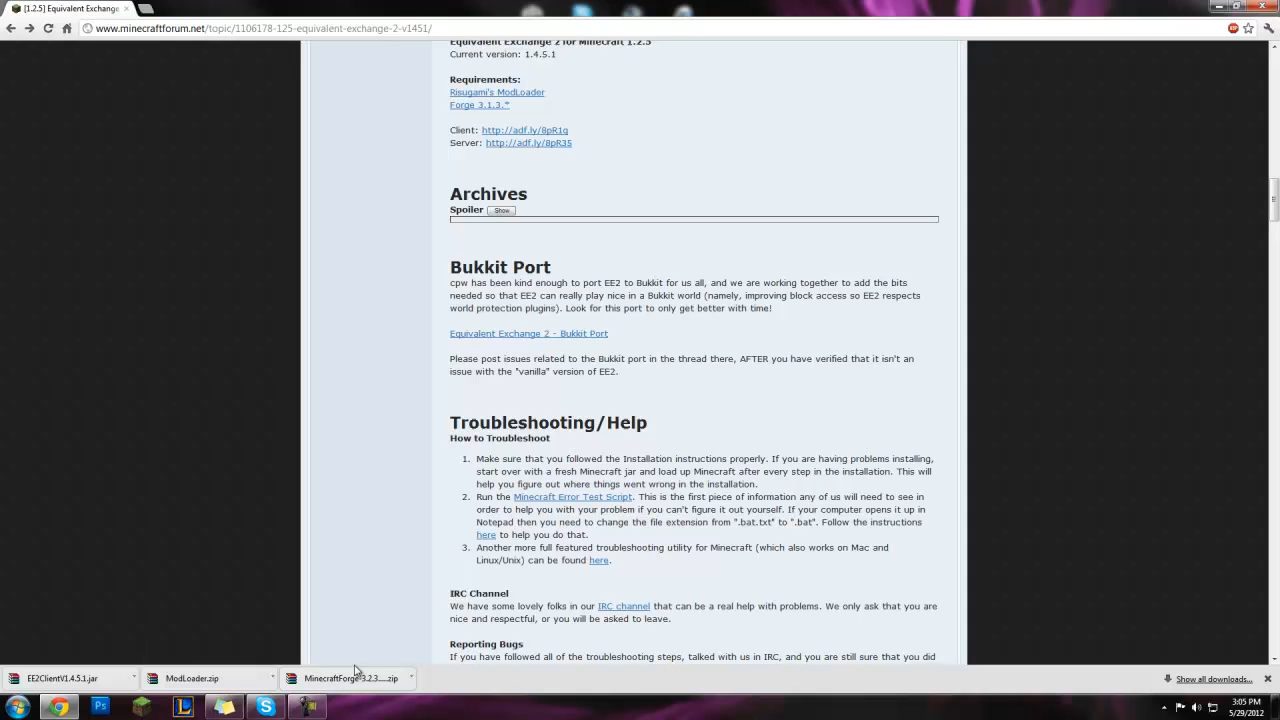 [1.2.5] Equivalent Exchange
www.minecraftforum.net/topic/1106178-125-equivalent-exchange-2-v1451/
Equivalent Exchange 2 for Minecraft 1.2.5
Current version: 1.4.5.1
Requirements:
Risugami's ModLoader
Forge 3.1.3.*
Client: http://adf.ly/8pR1q
Server: http://adf.ly/8pR35
Archives
Spoiler Show
Bukkit Port
cpw has been kind enough to port EE2 to Bukkit for us all, and we are working together to add the bits
needed so that EE2 can really play nice in a Bukkit world (namely, improving block access so EE2 respects
world protection plugins). Look for this port to only get better with time!
Equivalent Exchange 2 - Bukkit Port
Please post issues related to the Bukkit port in the thread there, AFTER you have verified that it isn't an
issue with the "vanilla" version of EE2.
Troubleshooting/Help
How to Troubleshoot
1. Make sure that you followed the Installation instructions properly. If you are having problems installing,
start over with a fresh Minecraft jar and load up Minecraft after every step in the installation. This will
help you figure out where things went wrong in the installation.
2. Run the Minecraft Error Test Script. This is the first piece of information any of us will need to see in
order to help you with your problem if you can't figure it out yourself. If your computer opens it up in
Notepad then you need to change the file extension from ".bat.txt" to ".bat". Follow the instructions
here to help you do that.
3. Another more full featured troubleshooting utility for Minecraft (which also works on Mac and
Linux/Unix) can be found here.
IRC Channel
We have some lovely folks in our IRC channel that can be a real help with problems. We only ask that you are
nice and respectful, or you will be asked to leave.
Reporting Bugs
If you have followed all of the troubleshooting steps, talked with us in IRC, and you are still sure that you did
EE2ClientV1.4.5.1.jar
ModLoader.zip
MinecraftForge-3.2.3.....zip
Show all downloads...
Ps
L
S
3:05 PM
5/29/2012